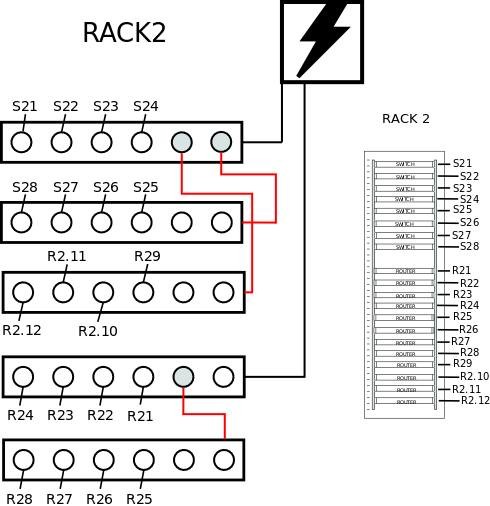 RACK2
S21 S22 S23 S24
S28 S27 S26 S25
R2.11 R29
R2.12 R2.10
R24 R23 R22 R21
R28 R27 R26 R25
RACK 2
SWITCH S21
SWITCH S22
SWITCH S23
SWITCH S24
SWITCH S25
SWITCH S26
SWITCH S27
SWITCH S28
ROUTER R21
ROUTER R22
ROUTER R23
ROUTER R24
ROUTER R25
ROUTER R26
ROUTER R27
ROUTER R28
ROUTER R29
ROUTER R2.10
ROUTER R2.11
ROUTER R2.12